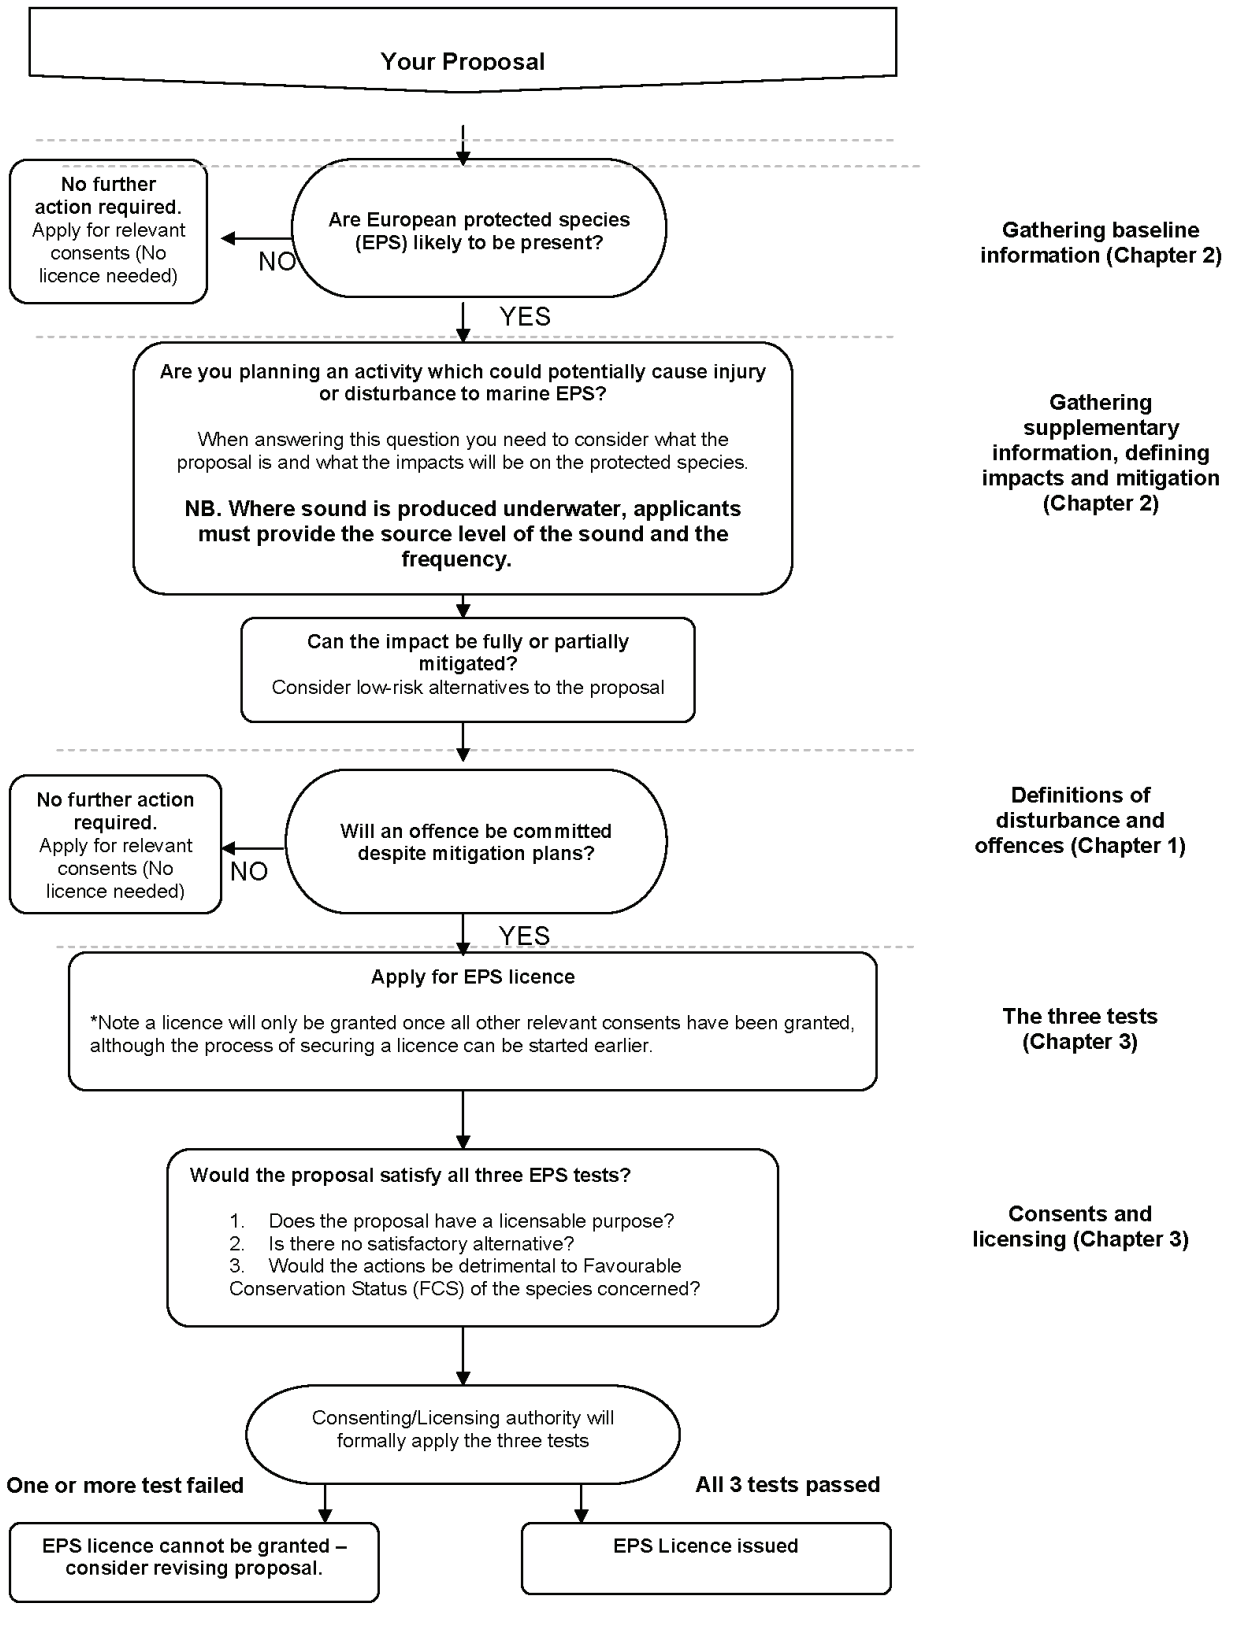 Your Proposal
No further
action required.
Apply for relevant
consents (No
licence needed)
Are European protected species
(EPS) likely to be present?
NO
Gathering baseline
information (Chapter 2)
YES
Are you planning an activity which could potentially cause injury
or disturbance to marine EPS?
When answering this question you need to consider what the
proposal is and what the impacts will be on the protected species.
NB. Where sound is produced underwater, applicants
must provide the source level of the sound and the
frequency.
Gathering
supplementary
information, defining
impacts and mitigation
(Chapter 2)
Can the impact be fully or partially
mitigated?
Consider low-risk alternatives to the proposal
No further action
required.
Apply for relevant
consents (No
licence needed)
Will an offence be committed
despite mitigation plans?
NO
Definitions of
disturbance and
offences (Chapter 1)
YES
Apply for EPS licence
*Note a licence will only be granted once all other relevant consents have been granted,
although the process of securing a licence can be started earlier.
The three tests
(Chapter 3)
Would the proposal satisfy all three EPS tests?
1. Does the proposal have a licensable purpose?
2. Is there no satisfactory alternative?
3. Would the actions be detrimental to Favourable
Conservation Status (FCS) of the species concerned?
Consents and
licensing (Chapter 3)
Consenting/Licensing authority will
formally apply the three tests
One or more test failed
All 3 tests passed
EPS licence cannot be granted –
consider revising proposal.
EPS Licence issued